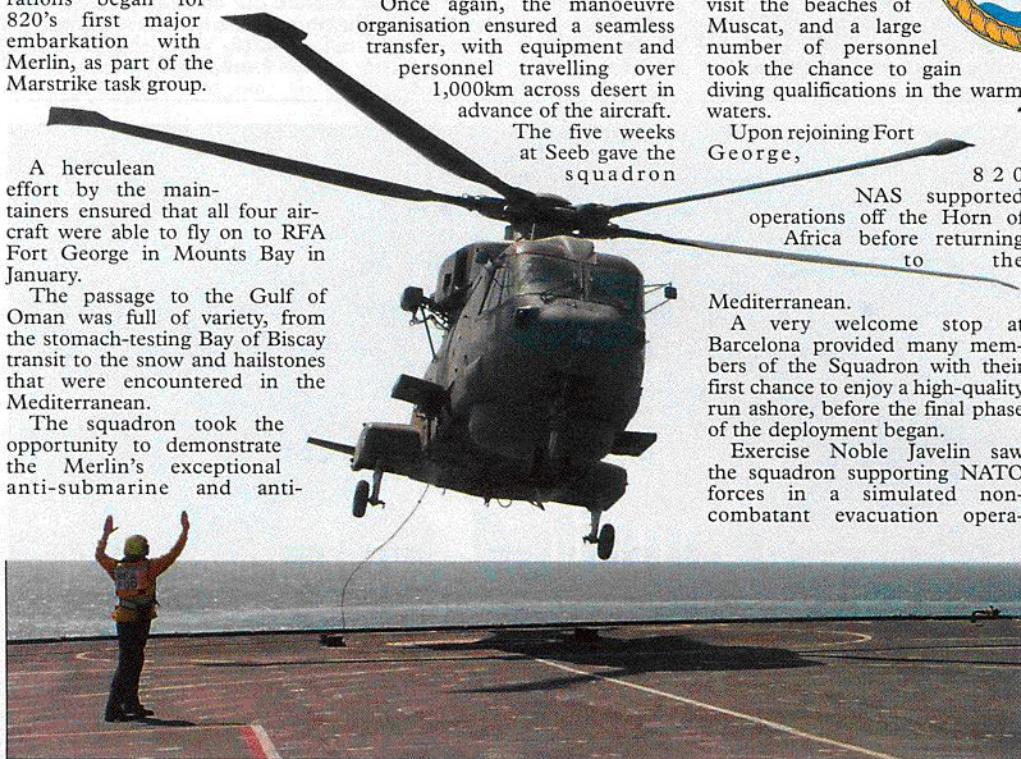 rations began for
820's first major
embarkation with
Merlin, as part of the
Marstrike task group.
A herculean
effort by the main-
tainers ensured that all four air-
craft were able to fly on to RFA
Fort George in Mounts Bay in
January.
The passage to the Gulf of
Oman was full of variety, from
the stomach-testing Bay of Biscay
transit to the snow and hailstones
that were encountered in the
Mediterranean.
The squadron took the
opportunity to demonstrate
the Merlin's exceptional
anti-submarine and anti-
Once again, the manoeuvre
organisation ensured a seamless
transfer, with equipment and
personnel travelling over
1,000km across desert in
advance of the aircraft.
The five weeks
at Seeb gave the
squadron
visit the beaches of
Muscat, and a large
number of personnel
took the chance to gain
diving qualifications in the warm
waters.
Upon rejoining Fort
George,
820
NAS supported
operations off the Horn of
Africa before returning
to the
Mediterranean.
A very welcome stop at
Barcelona provided many mem-
bers of the Squadron with their
first chance to enjoy a high-quality
run ashore, before the final phase
of the deployment began.
Exercise Noble Javelin saw
the squadron supporting NATO
forces in a simulated non-
combatant evacuation opera-